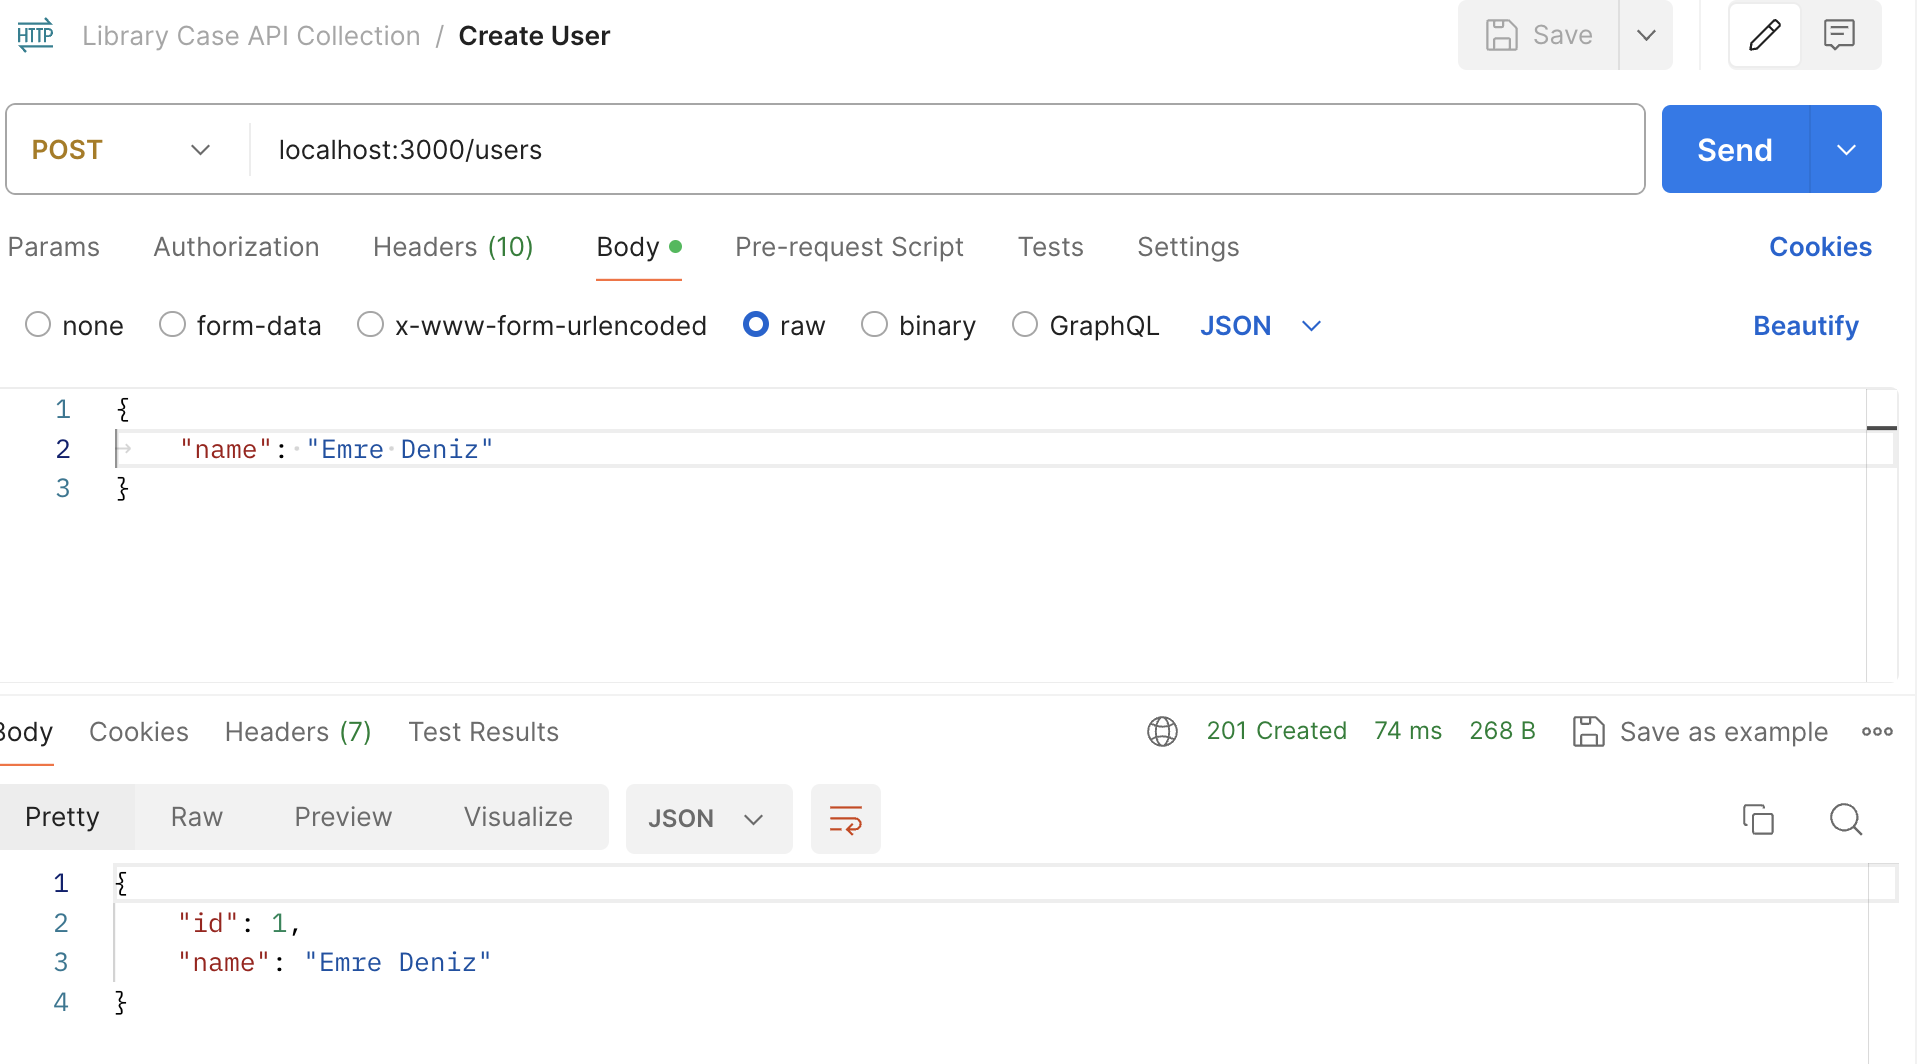 HTTP Library Case API Collection / Create User Save
POST localhost:3000/users Send
Params Authorization Headers (10) Body Pre-request Script Tests Settings Cookies
none form-data x-www-form-urlencoded raw binary GraphQL JSON Beautify
1 {
2 "name": "Emre Deniz"
3 }
Body Cookies Headers (7) Test Results 201 Created 74 ms 268 B Save as example
Pretty Raw Preview Visualize JSON
1 {
2 "id": 1,
3 "name": "Emre Deniz"
4 }